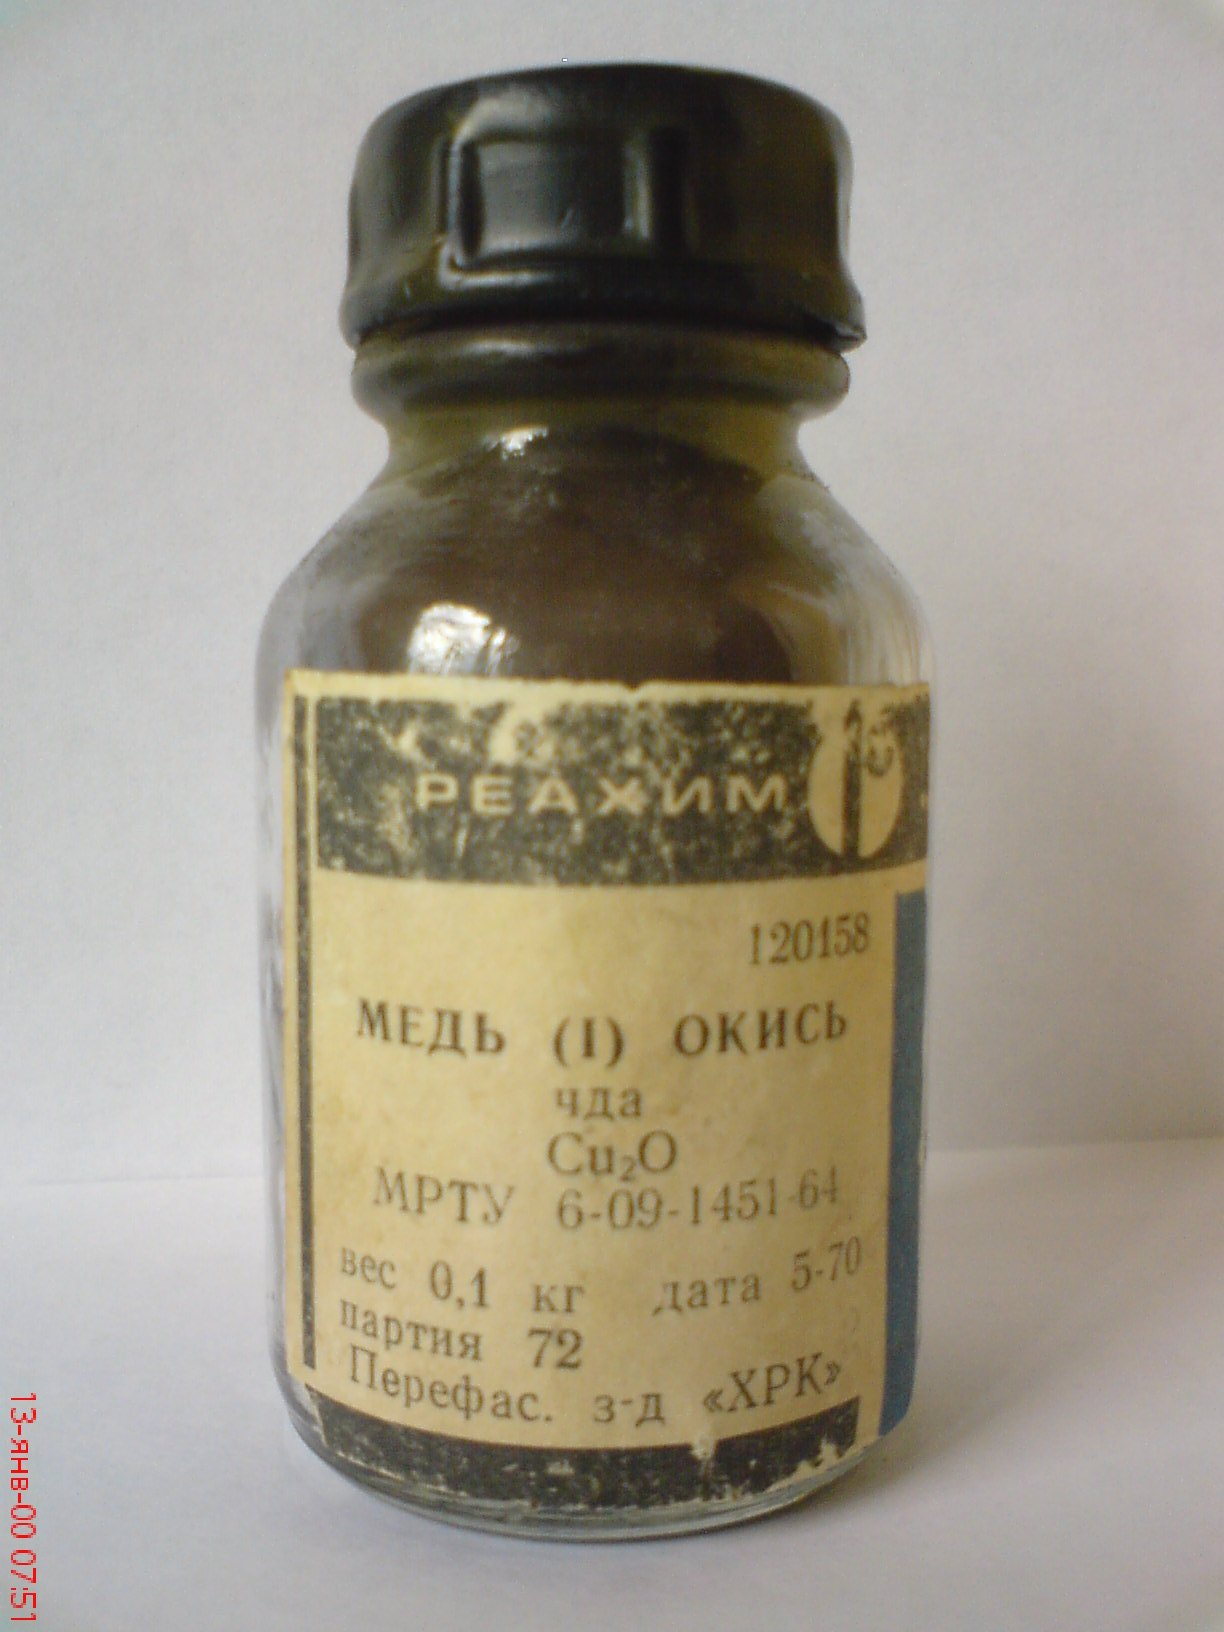 РЕАХИМ
120158
МЕДЬ (I) ОКИСЬ
чда
Cu₂O
МРТУ 6-09-1451-64
вес 0,1 кг дата 5-70
партия 72
Перефас. з-д «ХРК»
13-янв-00 07:51